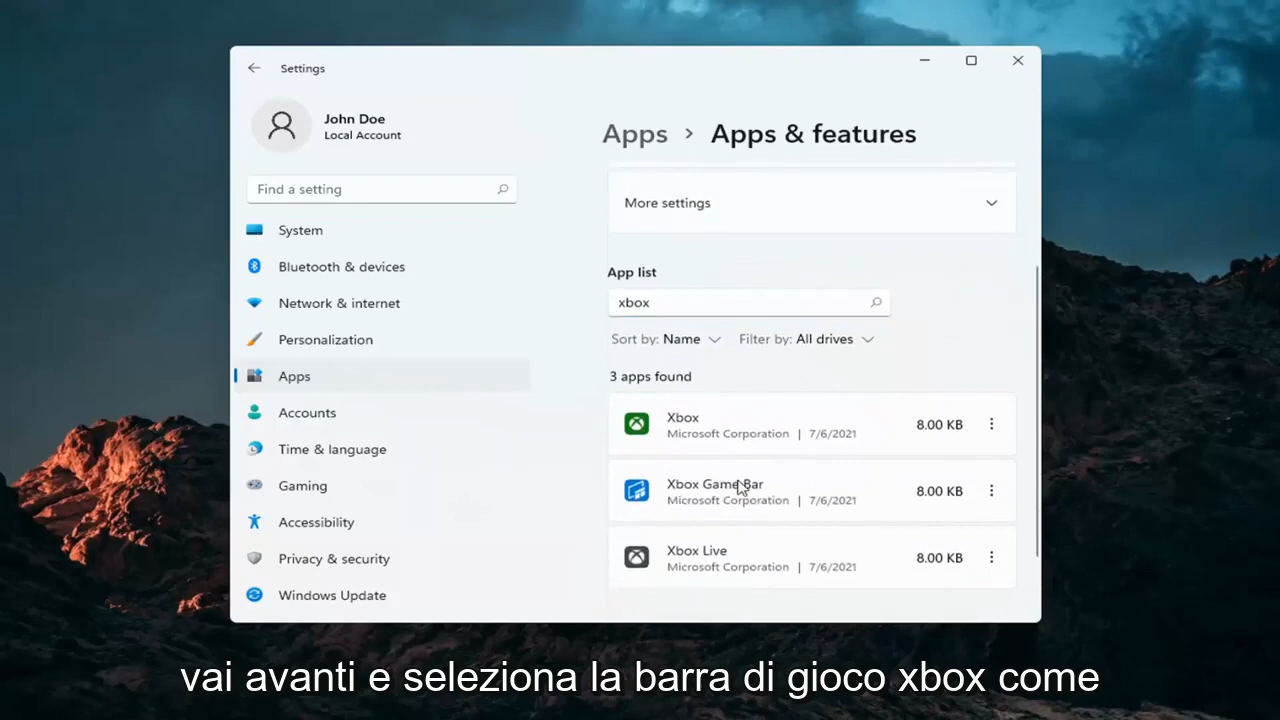 Settings
John Doe
Local Account
Find a setting
System
Bluetooth & devices
Network & internet
Personalization
Apps
Accounts
Time & language
Gaming
Accessibility
Privacy & security
Windows Update
Apps > Apps & features
More settings
App list
xbox
Sort by: Name Filter by: All drives
3 apps found
Xbox
Microsoft Corporation | 7/6/2021
8.00 KB
Xbox Game Bar
Microsoft Corporation | 7/6/2021
8.00 KB
Xbox Live
Microsoft Corporation | 7/6/2021
8.00 KB
vai avanti e seleziona la barra di gioco xbox come